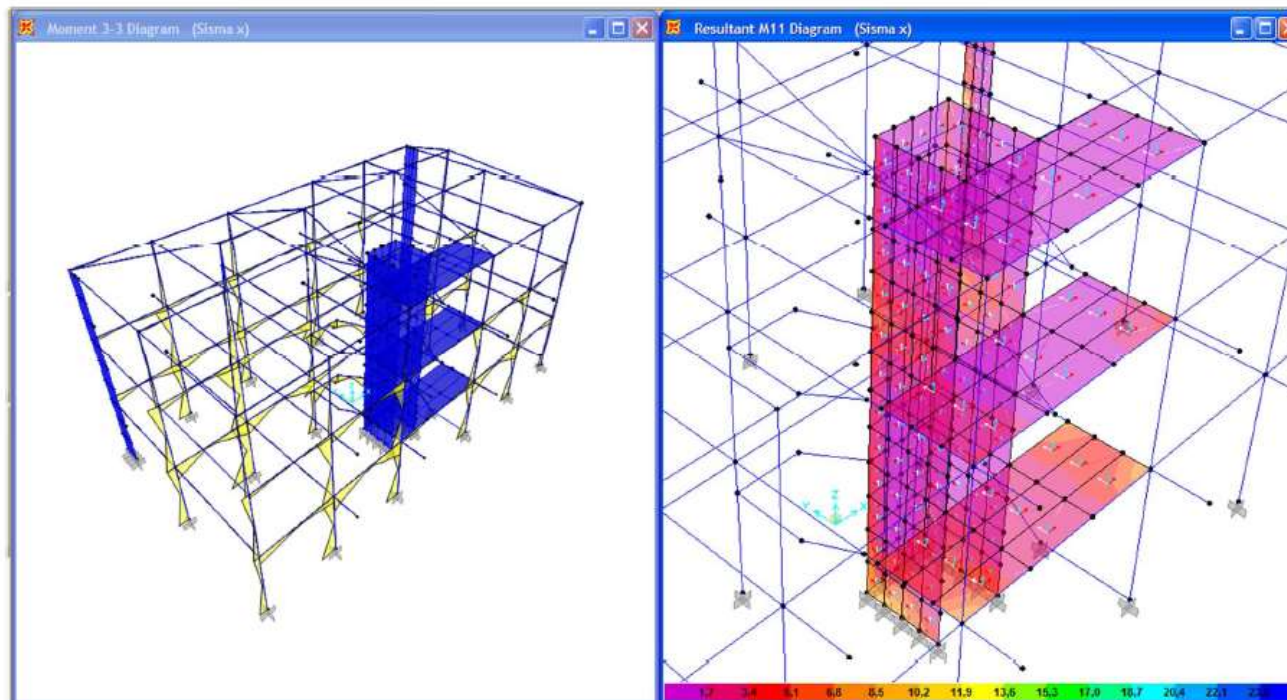 Moment 3-3 Diagram (Sisma x)
Resultant M11 Diagram (Sisma x)
Z
Y
X
1,7 3,4 5,1 6,8 8,5 10,2 11,9 13,6 15,3 17,0 18,7 20,4 22,1